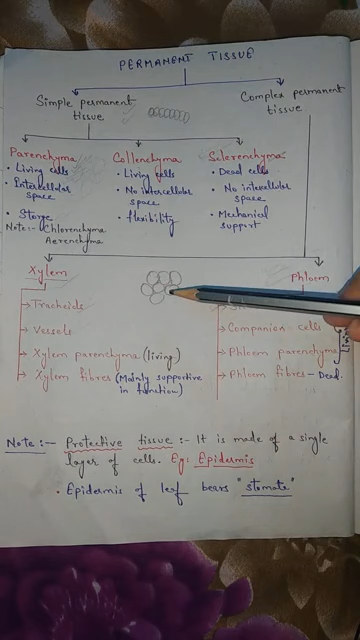 PERMANENT TISSUE
Simple permanent
tissue
Complex permanent
tissue
Parenchyma
• Living cells
• Intercellular
space
• Storge
Note:- Chlorenchyma
Aerenchyma
Collenchyma
• Living cells
• No intercellular
space
• flexibility
Sclerenchyma
• Dead cells
• No intercellular
space
• Mechanical
support
Xylem
→ Tracheids
→ Vessels
→ Xylem parenchyma (living)
→ Xylem fibres (Mainly supportive
in function)
Phloem
→ Companion cells
→ Phloem parenchyma
→ Phloem fibres - Dead.
Note :- Protective tissue :- It is made of a single
layer of cells. Eg: Epidermis
• Epidermis of leaf bears "stomata"